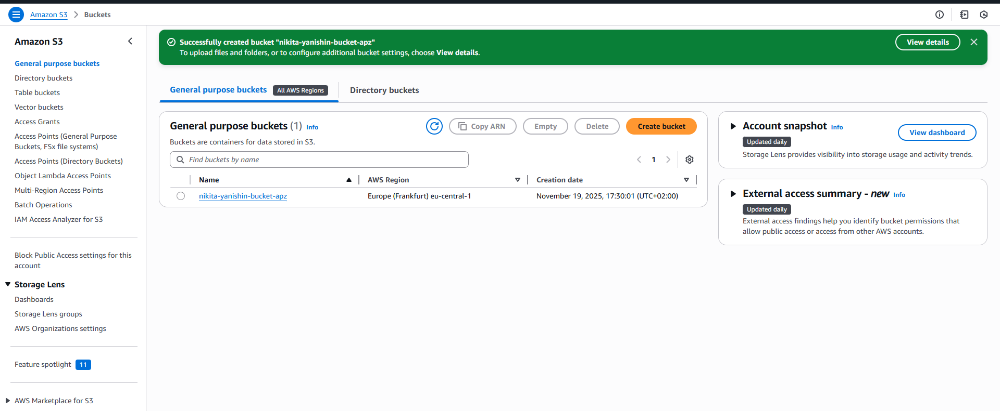 Amazon S3 > Buckets
Amazon S3
General purpose buckets
Directory buckets
Table buckets
Vector buckets
Access Grants
Access Points (General Purpose
Buckets, FSx file systems)
Access Points (Directory Buckets)
Object Lambda Access Points
Multi-Region Access Points
Batch Operations
IAM Access Analyzer for S3
Block Public Access settings for this
account
Storage Lens
Dashboards
Storage Lens groups
AWS Organizations settings
Feature spotlight 11
AWS Marketplace for S3
Successfully created bucket "nikita-yanishin-bucket-apz"
To upload files and folders, or to configure additional bucket settings, choose View details.
View details
General purpose buckets All AWS Regions
Directory buckets
General purpose buckets (1) Info
Copy ARN
Empty
Delete
Create bucket
Buckets are containers for data stored in S3.
Find buckets by name
1
Name AWS Region Creation date
nikita-yanishin-bucket-apz Europe (Frankfurt) eu-central-1 November 19, 2025, 17:30:01 (UTC+02:00)
Account snapshot Info
View dashboard
Updated daily
Storage Lens provides visibility into storage usage and activity trends.
External access summary - new Info
Updated daily
External access findings help you identify bucket permissions that
allow public access or access from other AWS accounts.